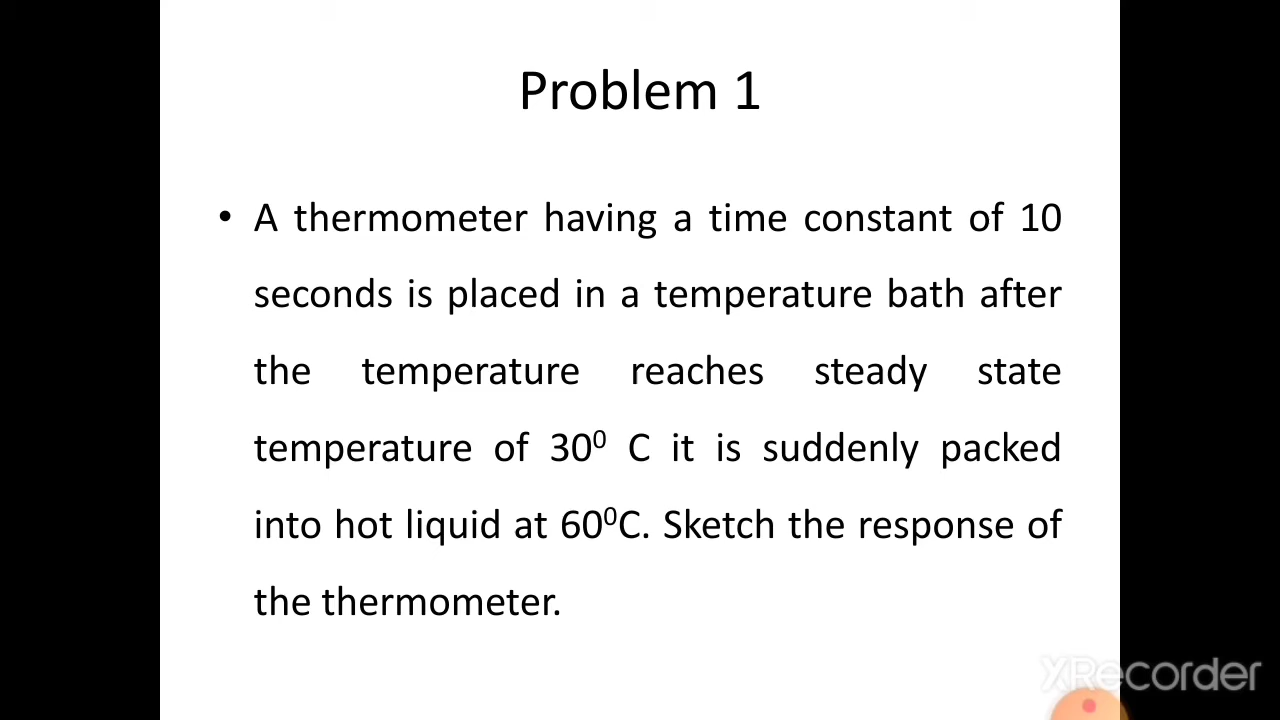 Problem 1
• A thermometer having a time constant of 10
seconds is placed in a temperature bath after
the temperature reaches steady state
temperature of 30⁰ C it is suddenly packed
into hot liquid at 60⁰C. Sketch the response of
the thermometer.
XRecorder